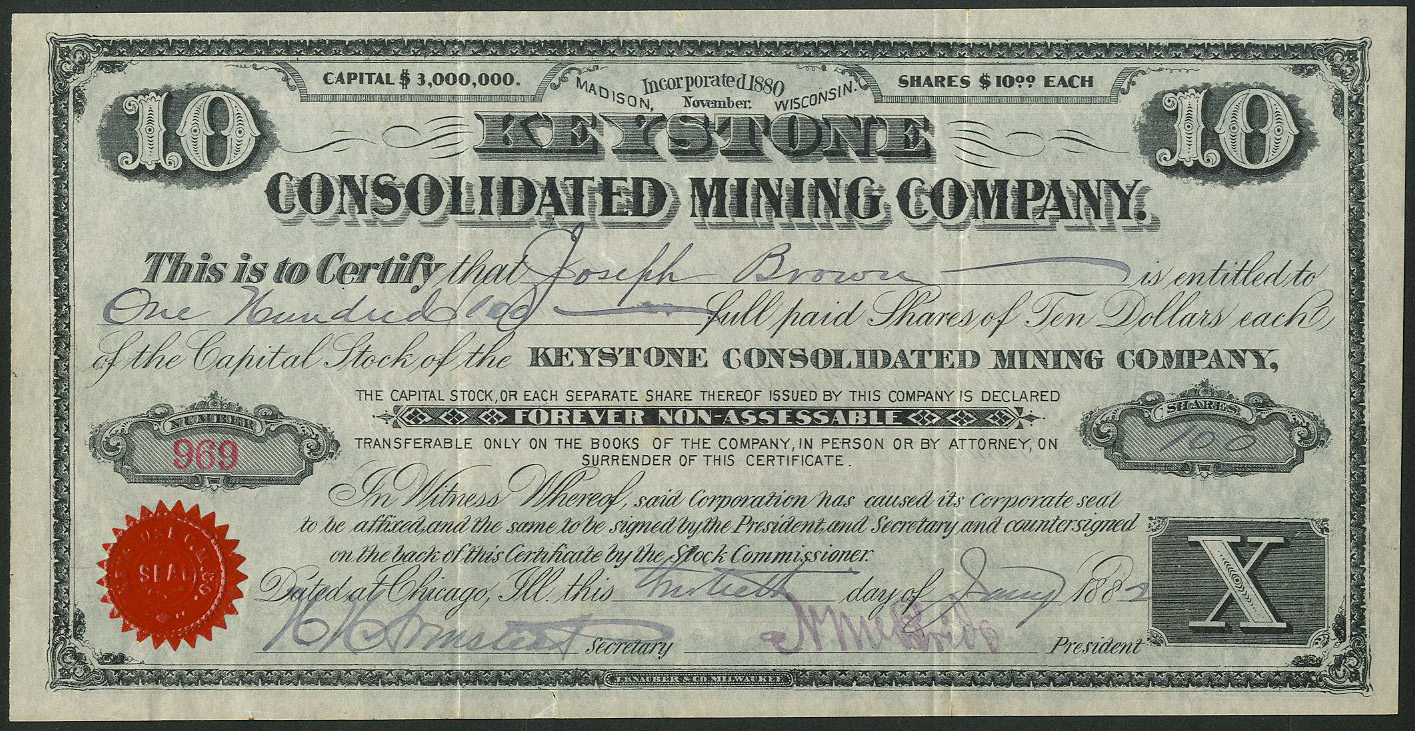 CAPITAL $ 3,000,000.
Incorporated 1880
SHARES $ 10.00 EACH
MADISON, November. WISCONSIN.
10
10
KEYSTONE
CONSOLIDATED MINING COMPANY.
This is to Certify that Joseph Brown is entitled to
One Hundred 100 full paid Shares of Ten Dollars each,
of the Capital Stock of the KEYSTONE CONSOLIDATED MINING COMPANY,
THE CAPITAL STOCK, OR EACH SEPARATE SHARE THEREOF ISSUED BY THIS COMPANY IS DECLARED
FOREVER NON-ASSESSABLE
NUMBER
969
SHARES
100
TRANSFERABLE ONLY ON THE BOOKS OF THE COMPANY, IN PERSON OR BY ATTORNEY, ON
SURRENDER OF THIS CERTIFICATE.
In Witness Whereof, said Corporation has caused its corporate seal
to be affixed, and the same to be signed by the President, and Secretary, and countersigned
on the back of this Certificate by the Stock Commissioner.
SEAL
Dated at Chicago, Ill. this Thirtieth day of 188
X
Secretary President
& CO. MILWAUKEE